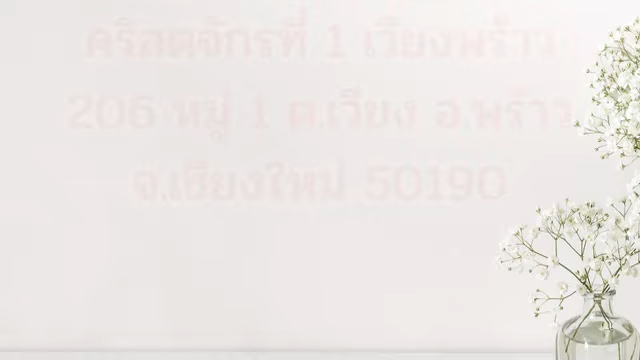 คริสตจักรที่ 1 เวียงพร้าว
206 หมู่ 1 ต.เวียง อ.พร้าว
จ.เชียงใหม่ 50190